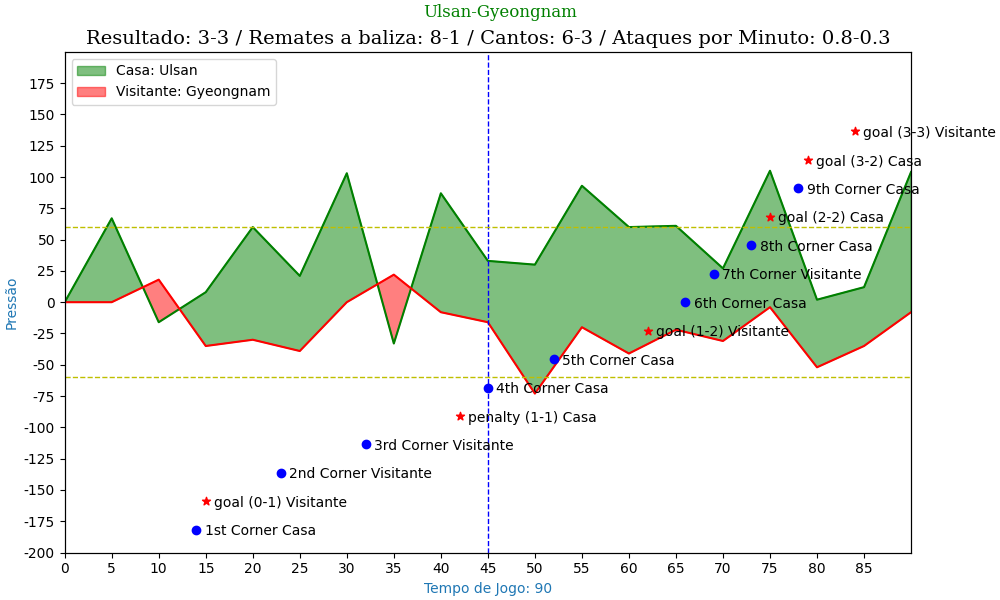 Ulsan-Gyeongnam
Resultado: 3-3 / Remates a baliza: 8-1 / Cantos: 6-3 / Ataques por Minuto: 0.8-0.3
Casa: Ulsan
Visitante: Gyeongnam
175
150
125
100
75
50
25
0
-25
-50
-75
-100
-125
-150
-175
-200
Pressão
goal (3-3) Visitante
goal (3-2) Casa
9th Corner Casa
goal (2-2) Casa
8th Corner Casa
7th Corner Visitante
6th Corner Casa
goal (1-2) Visitante
5th Corner Casa
4th Corner Casa
penalty (1-1) Casa
3rd Corner Visitante
2nd Corner Visitante
goal (0-1) Visitante
1st Corner Casa
0 5 10 15 20 25 30 35 40 45 50 55 60 65 70 75 80 85
Tempo de Jogo: 90